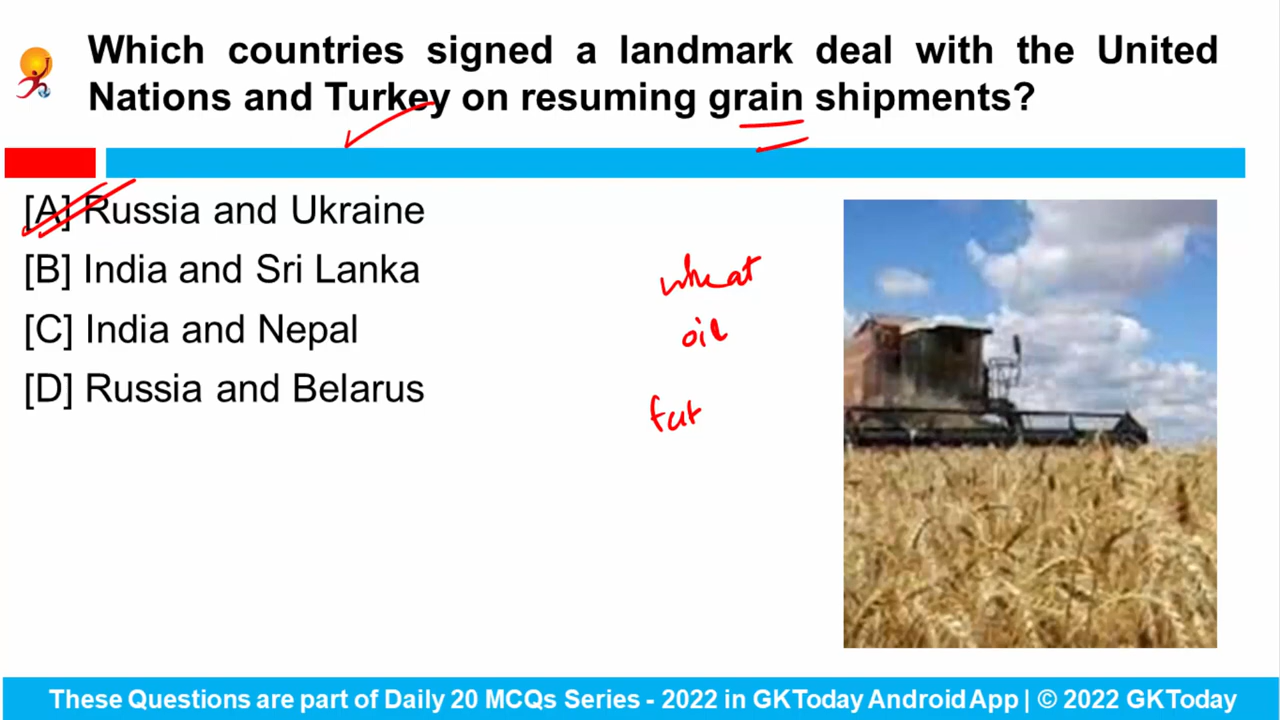 Which countries signed a landmark deal with the United
Nations and Turkey on resuming grain shipments?
[A] Russia and Ukraine
[B] India and Sri Lanka
[C] India and Nepal
[D] Russia and Belarus
wheat
oil
These Questions are part of Daily 20 MCQs Series - 2022 in GKToday Android App | © 2022 GKToday